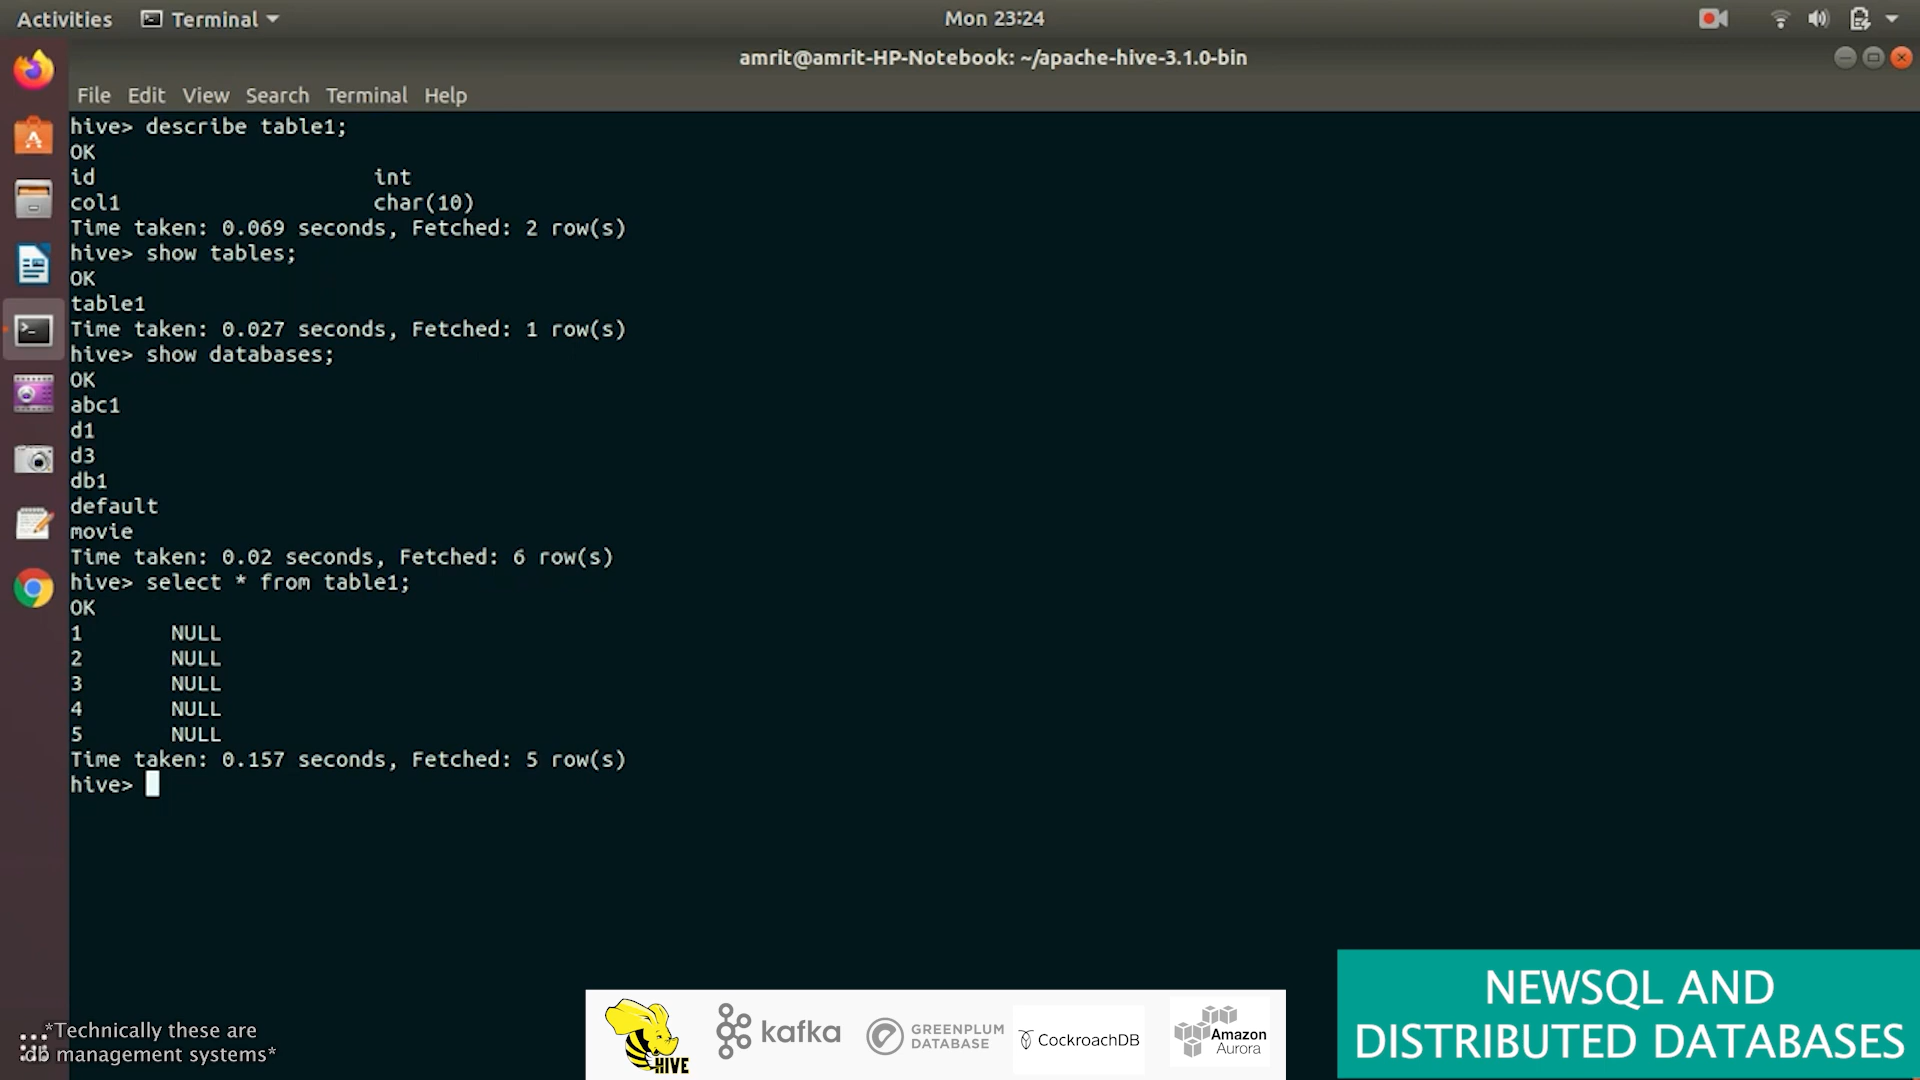 Activities Terminal Mon 23:24
amrit@amrit-HP-Notebook: ~/apache-hive-3.1.0-bin
File Edit View Search Terminal Help
hive> describe table1;
OK
id int
col1 char(10)
Time taken: 0.069 seconds, Fetched: 2 row(s)
hive> show tables;
OK
table1
Time taken: 0.027 seconds, Fetched: 1 row(s)
hive> show databases;
OK
abc1
d1
d3
db1
default
movie
Time taken: 0.02 seconds, Fetched: 6 row(s)
hive> select * from table1;
OK
1 NULL
2 NULL
3 NULL
4 NULL
5 NULL
Time taken: 0.157 seconds, Fetched: 5 row(s)
hive>
*Technically these are
db management systems*
HIVE
kafka
GREENPLUM
DATABASE
CockroachDB
Amazon
Aurora
NEWSQL AND
DISTRIBUTED DATABASES